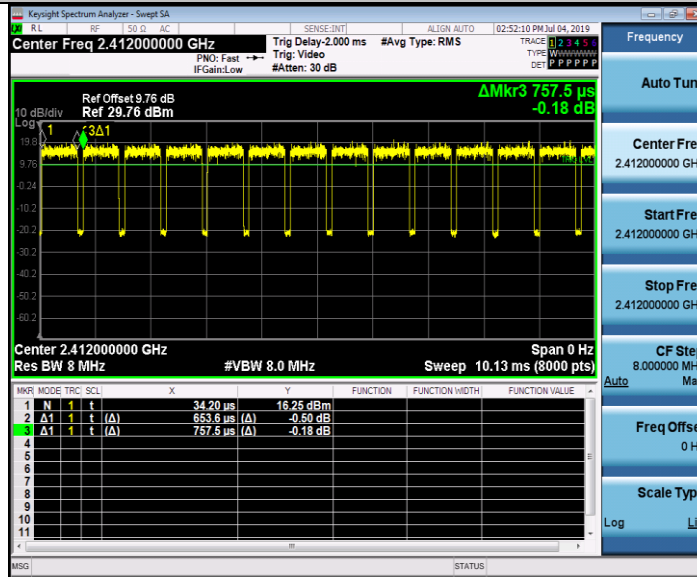 Keysight Spectrum Analyzer - Swept SA
RL RF 50 Ω AC SENSE:INT ALIGN AUTO 02:52:10 PM Jul 04, 2019
Center Freq 2.412000000 GHz
PNO: Fast
IFGain:Low
Trig Delay-2.000 ms
Trig: Video
#Atten: 30 dB
#Avg Type: RMS
TRACE 1 2 3 4 5 6
TYPE WWWWWW
DET P P P P P P
ΔMkr3 757.5 µs
-0.18 dB
Ref Offset 9.76 dB
10 dB/div Ref 29.76 dBm
Log
1 3Δ1
19.8
9.76
-0.24
-10.2
-20.2
-30.2
-40.2
-50.2
-60.2
Center 2.412000000 GHz Span 0 Hz
Res BW 8 MHz #VBW 8.0 MHz Sweep 10.13 ms (8000 pts)
MKR MODE TRC SCL X Y FUNCTION FUNCTION WIDTH FUNCTION VALUE
1 N 1 t 34.20 µs 16.25 dBm
2 Δ1 1 t (Δ) 653.6 µs (Δ) -0.50 dB
3 Δ1 1 t (Δ) 757.5 µs (Δ) -0.18 dB
4
5
6
7
8
9
10
11
MSG STATUS
Frequency
Auto Tun
Center Fre
2.412000000 GH
Start Fre
2.412000000 GH
Stop Fre
2.412000000 GH
CF Ste
8.000000 MH
Auto Ma
Freq Offse
0 H
Scale Typ
Log Li